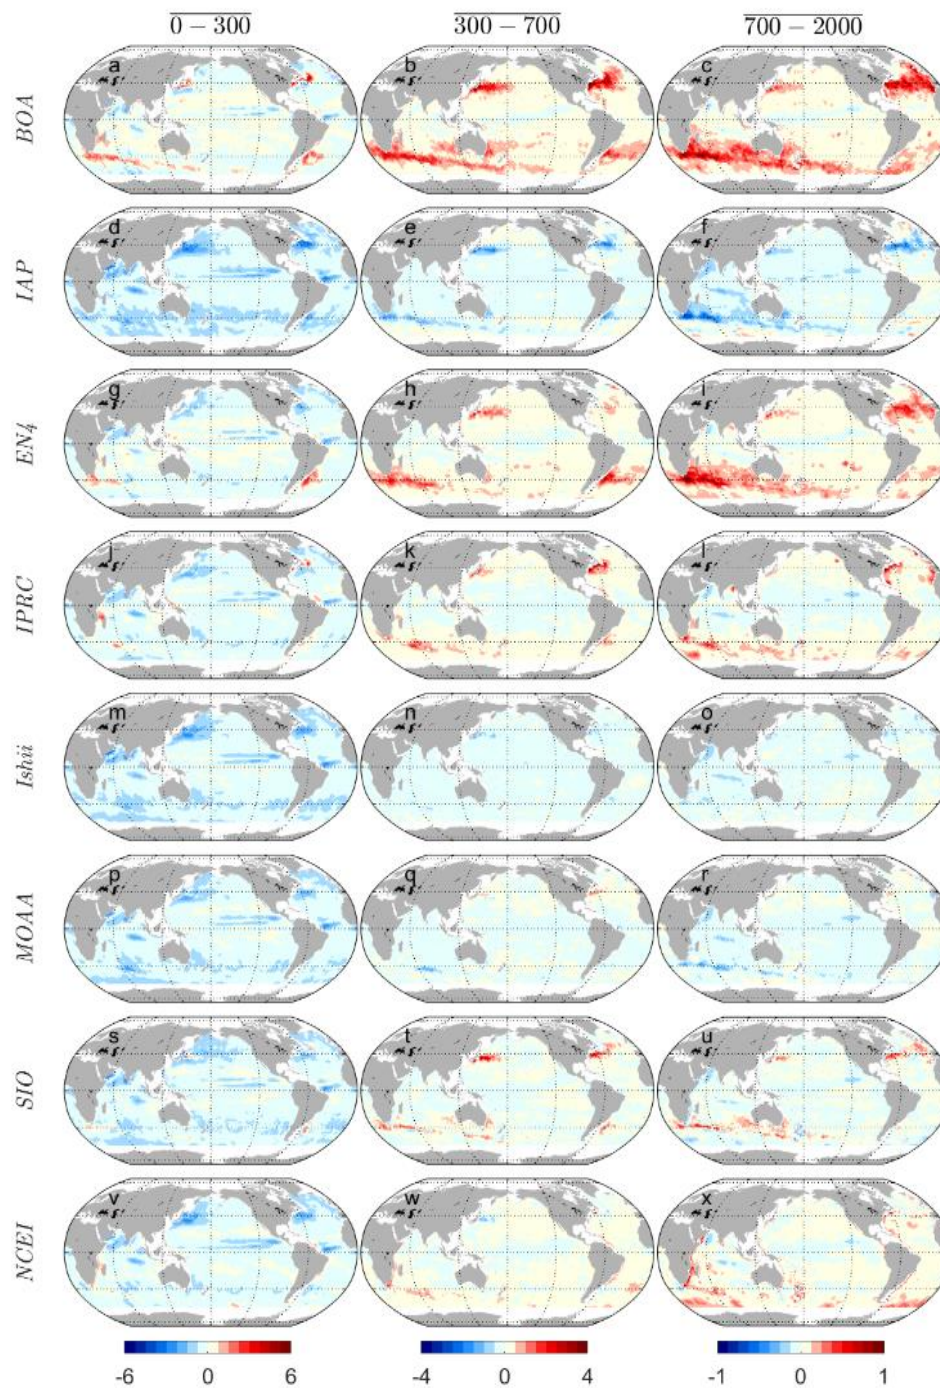 0 − 300 300 − 700 700 − 2000
BOA a b c
IAP d e f
EN4 g h i
IPRC j k l
Ishii m n o
MOAA p q r
SIO s t u
NCEI v w x
-6 0 6 -4 0 4 -1 0 1